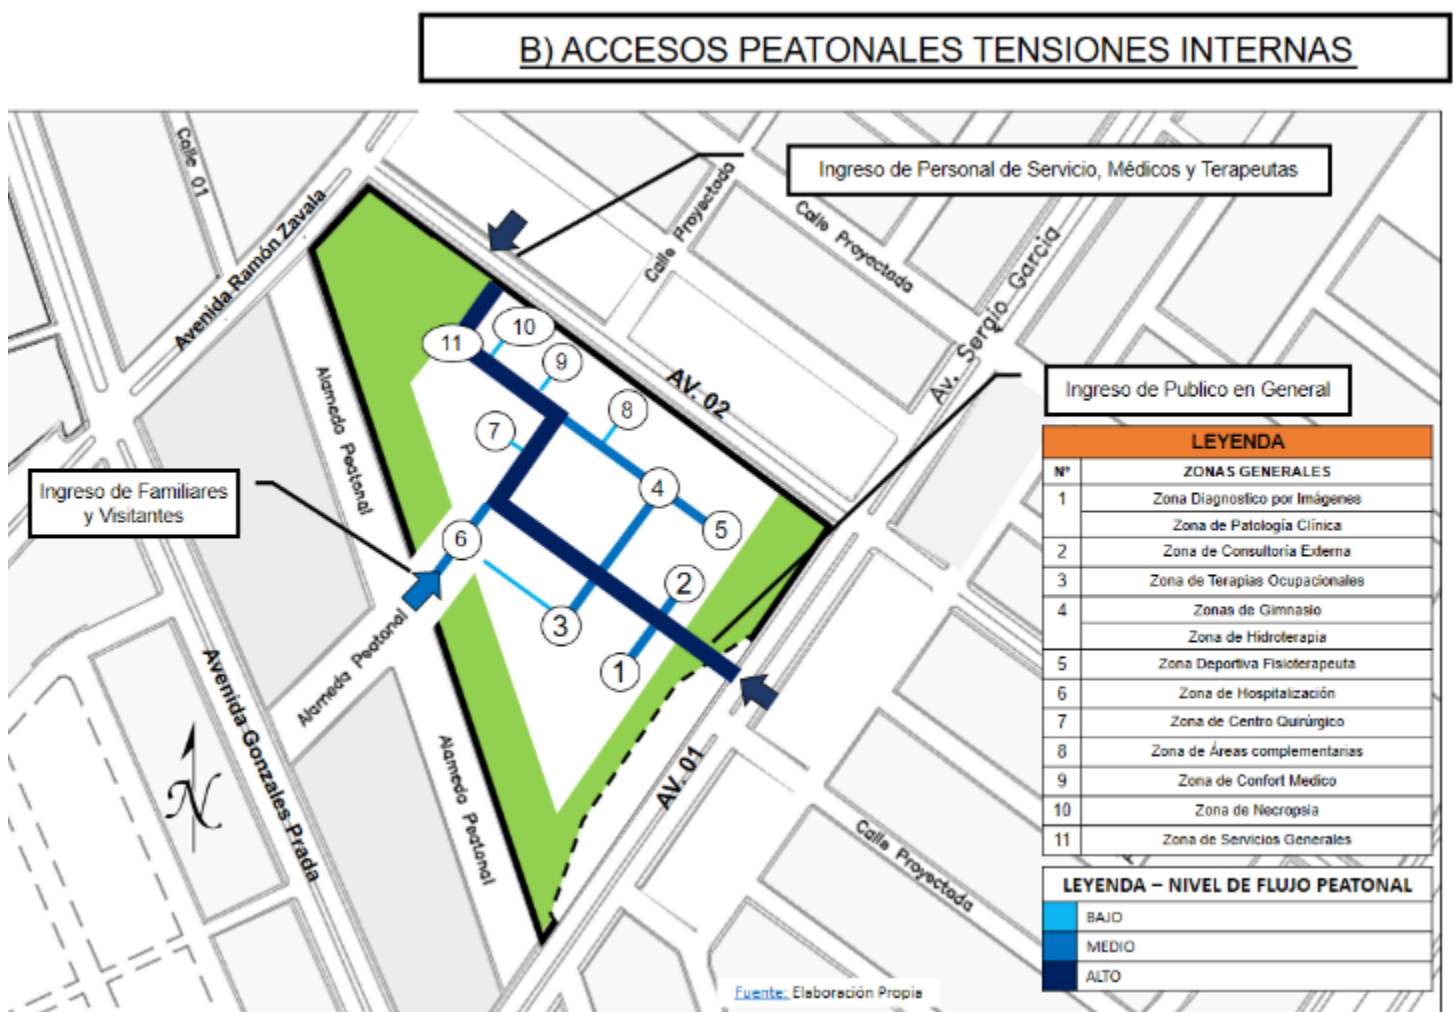 B) ACCESOS PEATONALES TENSIONES INTERNAS
Calle 01
Avenida Ramón Zavala
Ingreso de Personal de Servicio, Médicos y Terapeutas
Calle Proyectada
Calle Proyectada
Av. Sergio Garcia
10
11
9
AV. 02
Ingreso de Publico en General
8
7
Alameda Peatonal
4
5
Ingreso de Familiares
y Visitantes
6
2
3
1
Alameda Peatonal
Avenida Gonzales Prada
N
Alameda Peatonal
AV. 01
Calle Proyectada
LEYENDA
Nº ZONAS GENERALES
1 Zona Diagnostico por Imágenes
Zona de Patología Clínica
2 Zona de Consultoría Externa
3 Zona de Terapias Ocupacionales
4 Zonas de Gimnasio
Zona de Hidroterapia
5 Zona Deportiva Fisioterapeuta
6 Zona de Hospitalización
7 Zona de Centro Quirúrgico
8 Zona de Áreas complementarias
9 Zona de Confort Medico
10 Zona de Necropsia
11 Zona de Servicios Generales
LEYENDA – NIVEL DE FLUJO PEATONAL
BAJO
MEDIO
ALTO
Fuente: Elaboración Propia